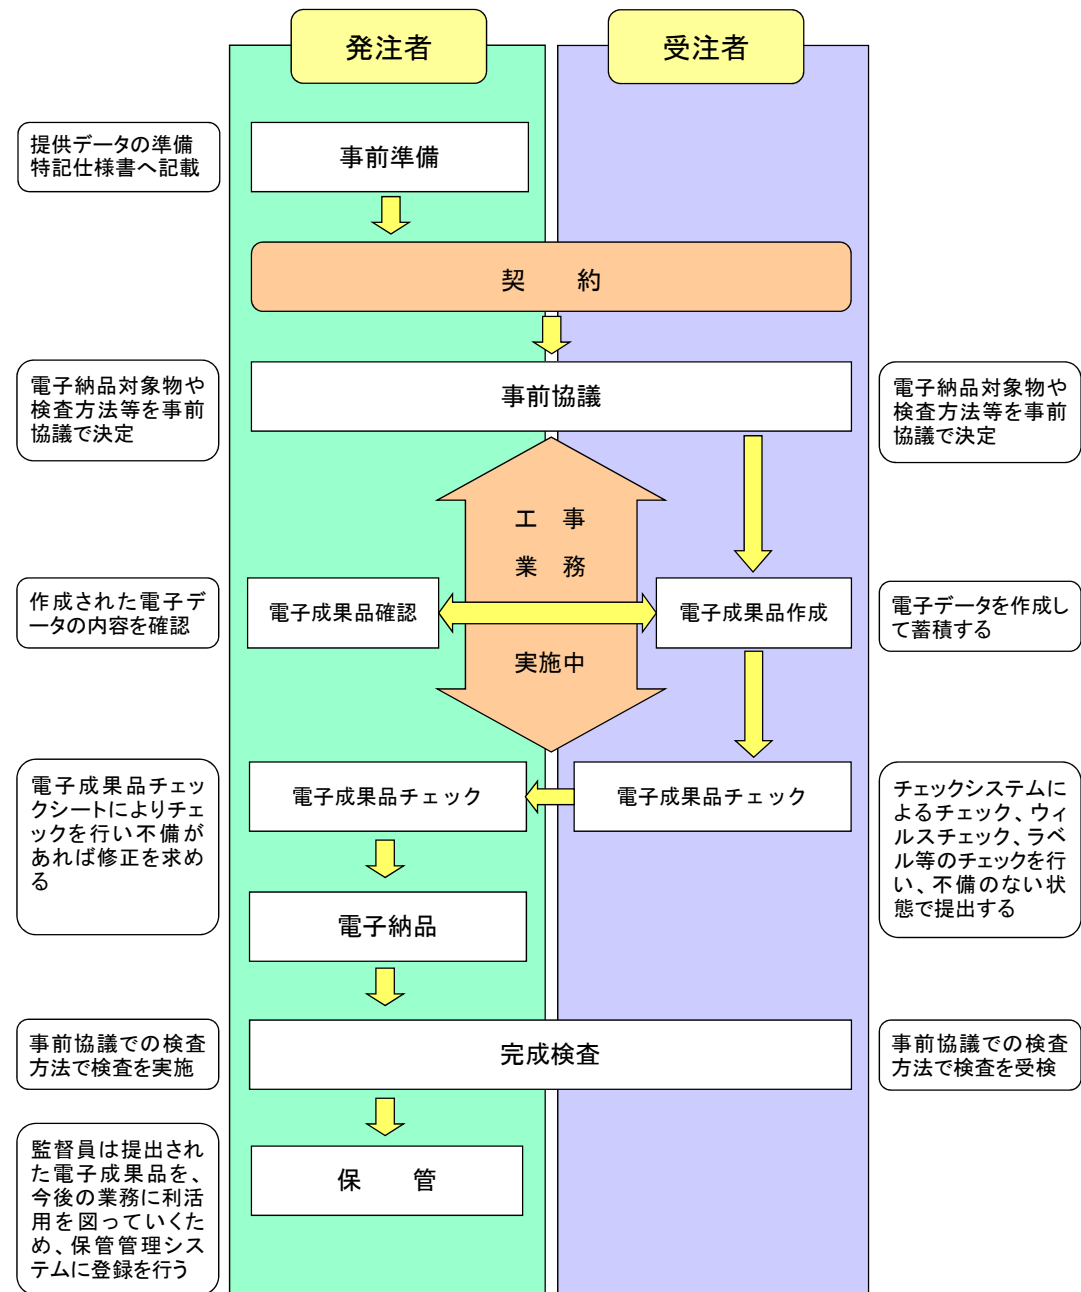 発注者
受注者
提供データの準備
特記仕様書へ記載
事前準備
契　約
電子納品対象物や
検査方法等を事前
協議で決定
事前協議
電子納品対象物や
検査方法等を事前
協議で決定
工　事
業　務
作成された電子デ
ータの内容を確認
電子成果品確認
電子成果品作成
電子データを作成し
て蓄積する
実施中
電子成果品チェッ
クシートによりチェ
ックを行い不備が
あれば修正を求め
る
電子成果品チェック
電子成果品チェック
チェックシステムに
よるチェック、ウィ
ルスチェック、ラベ
ル等のチェックを行
い、不備のない状
態で提出する
電子納品
事前協議での検査
方法で検査を実施
完成検査
事前協議での検査
方法で検査を受検
監督員は提出され
た電子成果品を、
今後の業務に利活
用を図っていくた
め、保管管理シス
テムに登録を行う
保　管